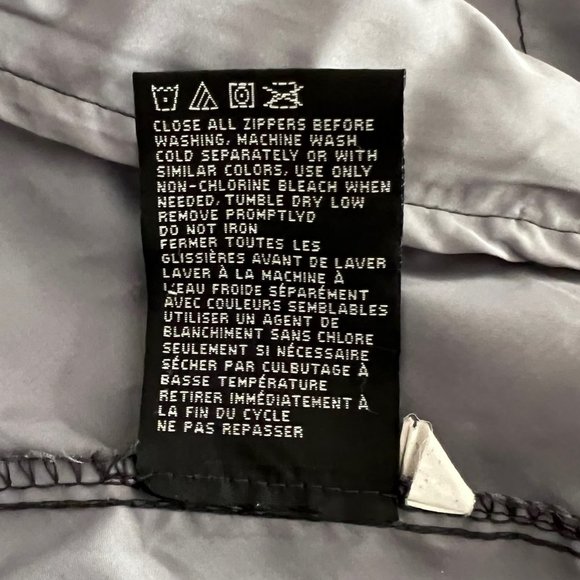 CLOSE ALL ZIPPERS BEFORE
WASHING, MACHINE WASH
COLD SEPARATELY OR WITH
SIMILAR COLORS, USE ONLY
NON-CHLORINE BLEACH WHEN
NEEDED, TUMBLE DRY LOW
REMOVE PROMPTLYD
DO NOT IRON
FERMER TOUTES LES
GLISSIÈRES AVANT DE LAVER
LAVER À LA MACHINE À
L'EAU FROIDE SÉPARÉMENT
AVEC COULEURS SEMBLABLES
UTILISER UN AGENT DE
BLANCHIMENT SANS CHLORE
SEULEMENT SI NÉCESSAIRE
SÉCHER PAR CULBUTAGE À
BASSE TEMPÉRATURE
RETIRER IMMÉDIATEMENT À
LA FIN DU CYCLE
NE PAS REPASSER